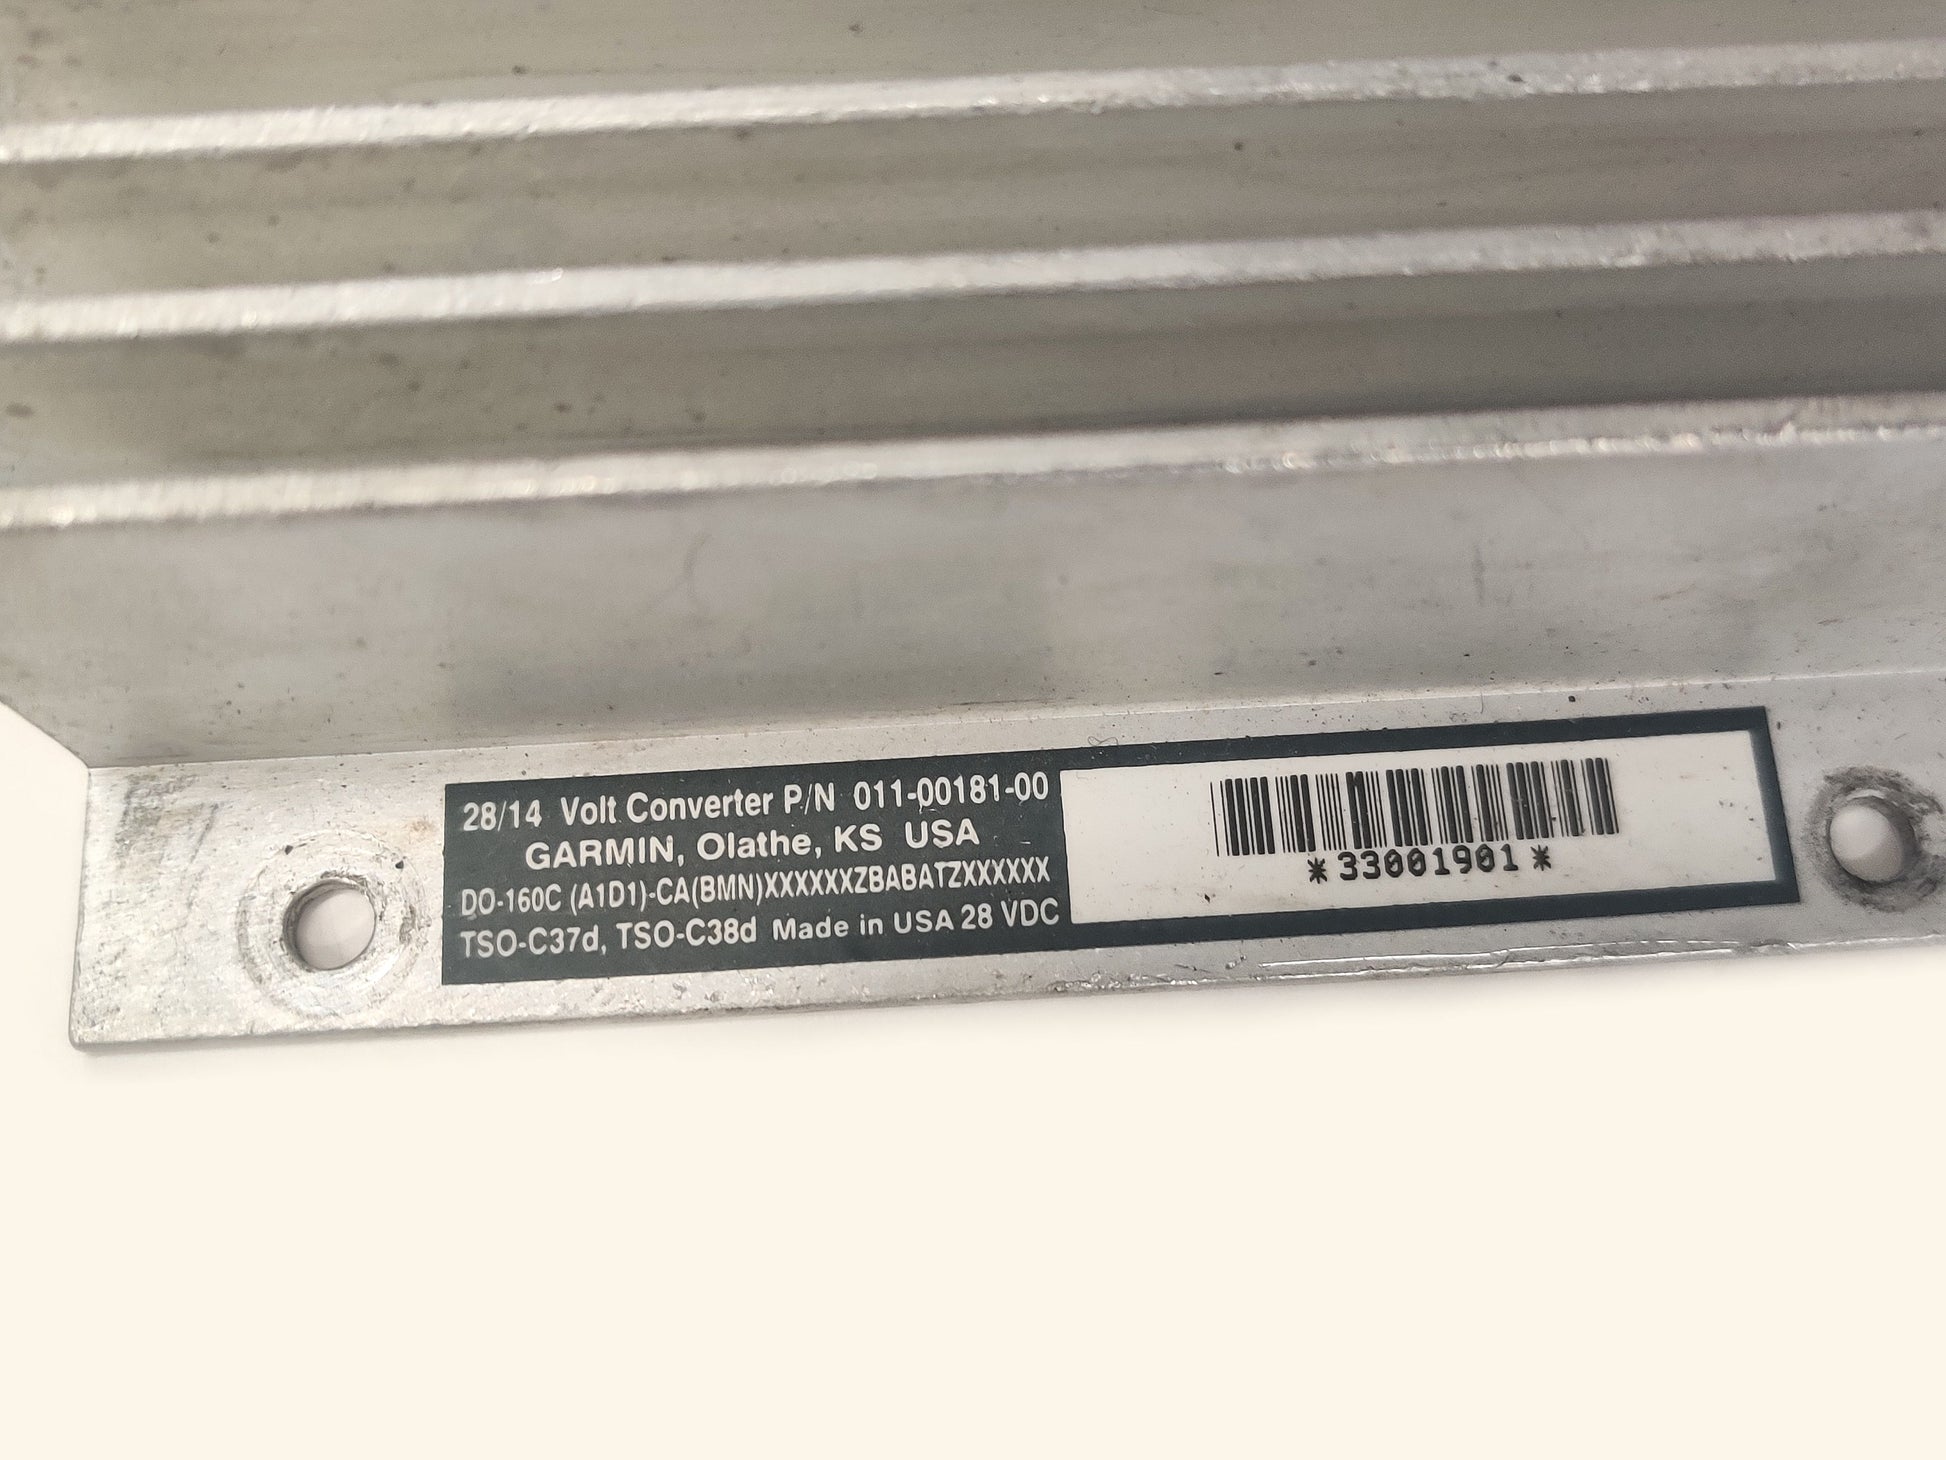 28/14 Volt Converter P/N 011-00181-00
GARMIN, Olathe, KS USA
DO-160C (A1D1)-CA(BMN)XXXXXXZBABATZXXXXXX
TSO-C37d, TSO-C38d Made in USA 28 VDC
*33001901*